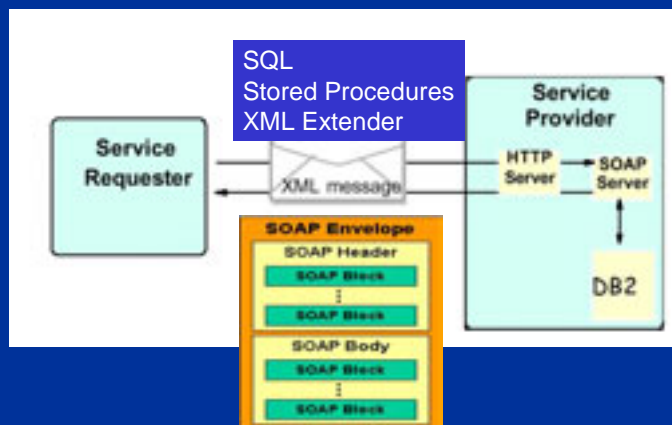 SQL
Stored Procedures
XML Extender
Service
Requester
XML message
Service
Provider
HTTP
Server
SOAP
Server
DB2
SOAP Envelope
SOAP Header
SOAP Block
SOAP Block
SOAP Body
SOAP Block
SOAP Block